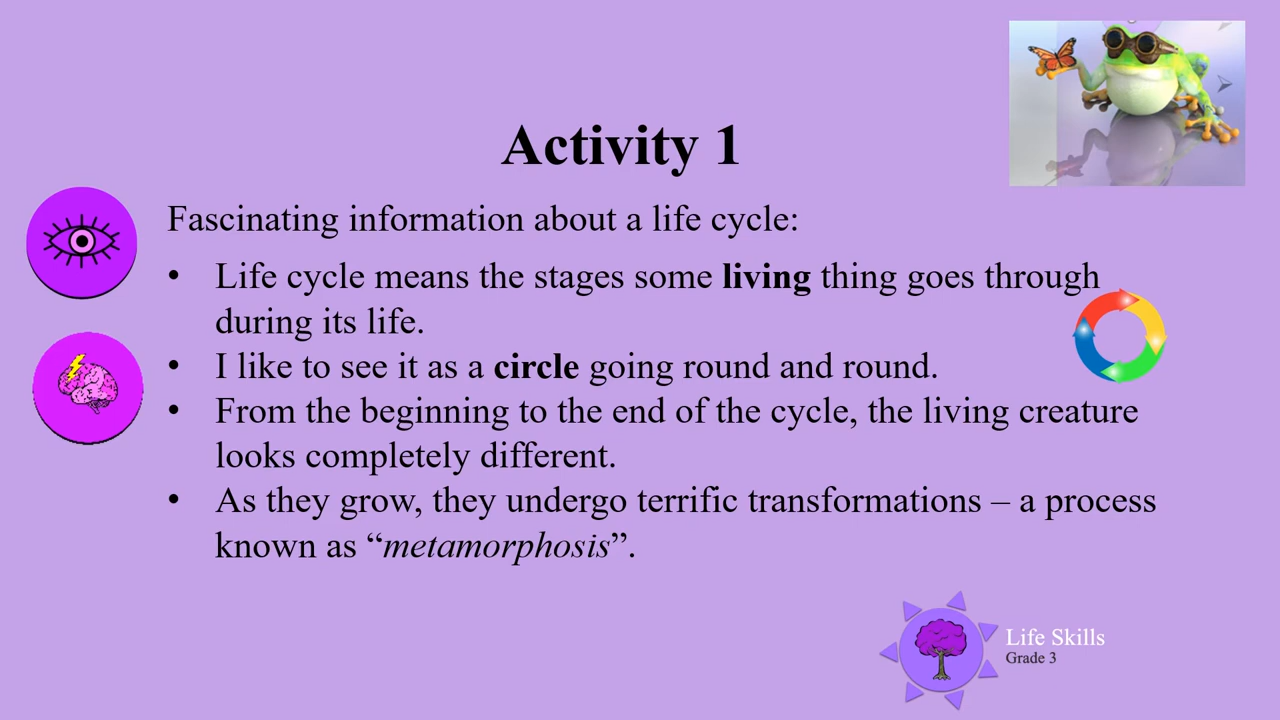 Activity 1
Fascinating information about a life cycle:
• Life cycle means the stages some living thing goes through
during its life.
• I like to see it as a circle going round and round.
• From the beginning to the end of the cycle, the living creature
looks completely different.
• As they grow, they undergo terrific transformations – a process
known as “metamorphosis”.
Life Skills
Grade 3